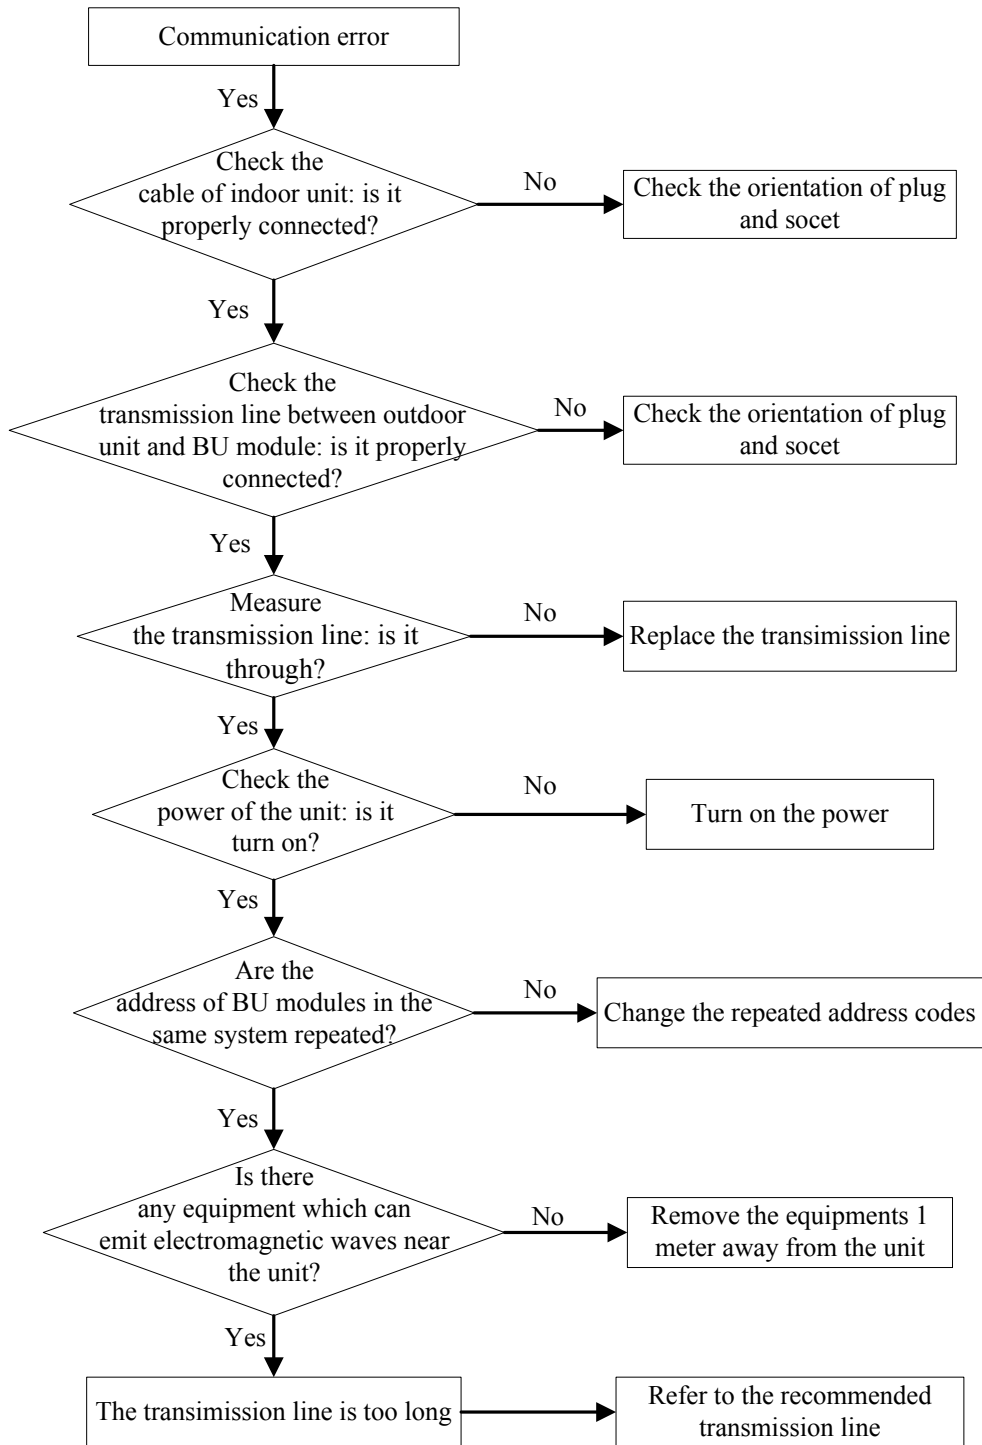 Communication error
Yes
Check the
cable of indoor unit: is it
properly connected?
No
Check the orientation of plug
and socet
Yes
Check the
transmission line between outdoor
unit and BU module: is it properly
connected?
No
Check the orientation of plug
and socet
Yes
Measure
the transmission line: is it
through?
No
Replace the transimission line
Yes
Check the
power of the unit: is it
turn on?
No
Turn on the power
Yes
Are the
address of BU modules in the
same system repeated?
No
Change the repeated address codes
Yes
Is there
any equipment which can
emit electromagnetic waves near
the unit?
No
Remove the equipments 1
meter away from the unit
Yes
The transimission line is too long
Refer to the recommended
transmission line